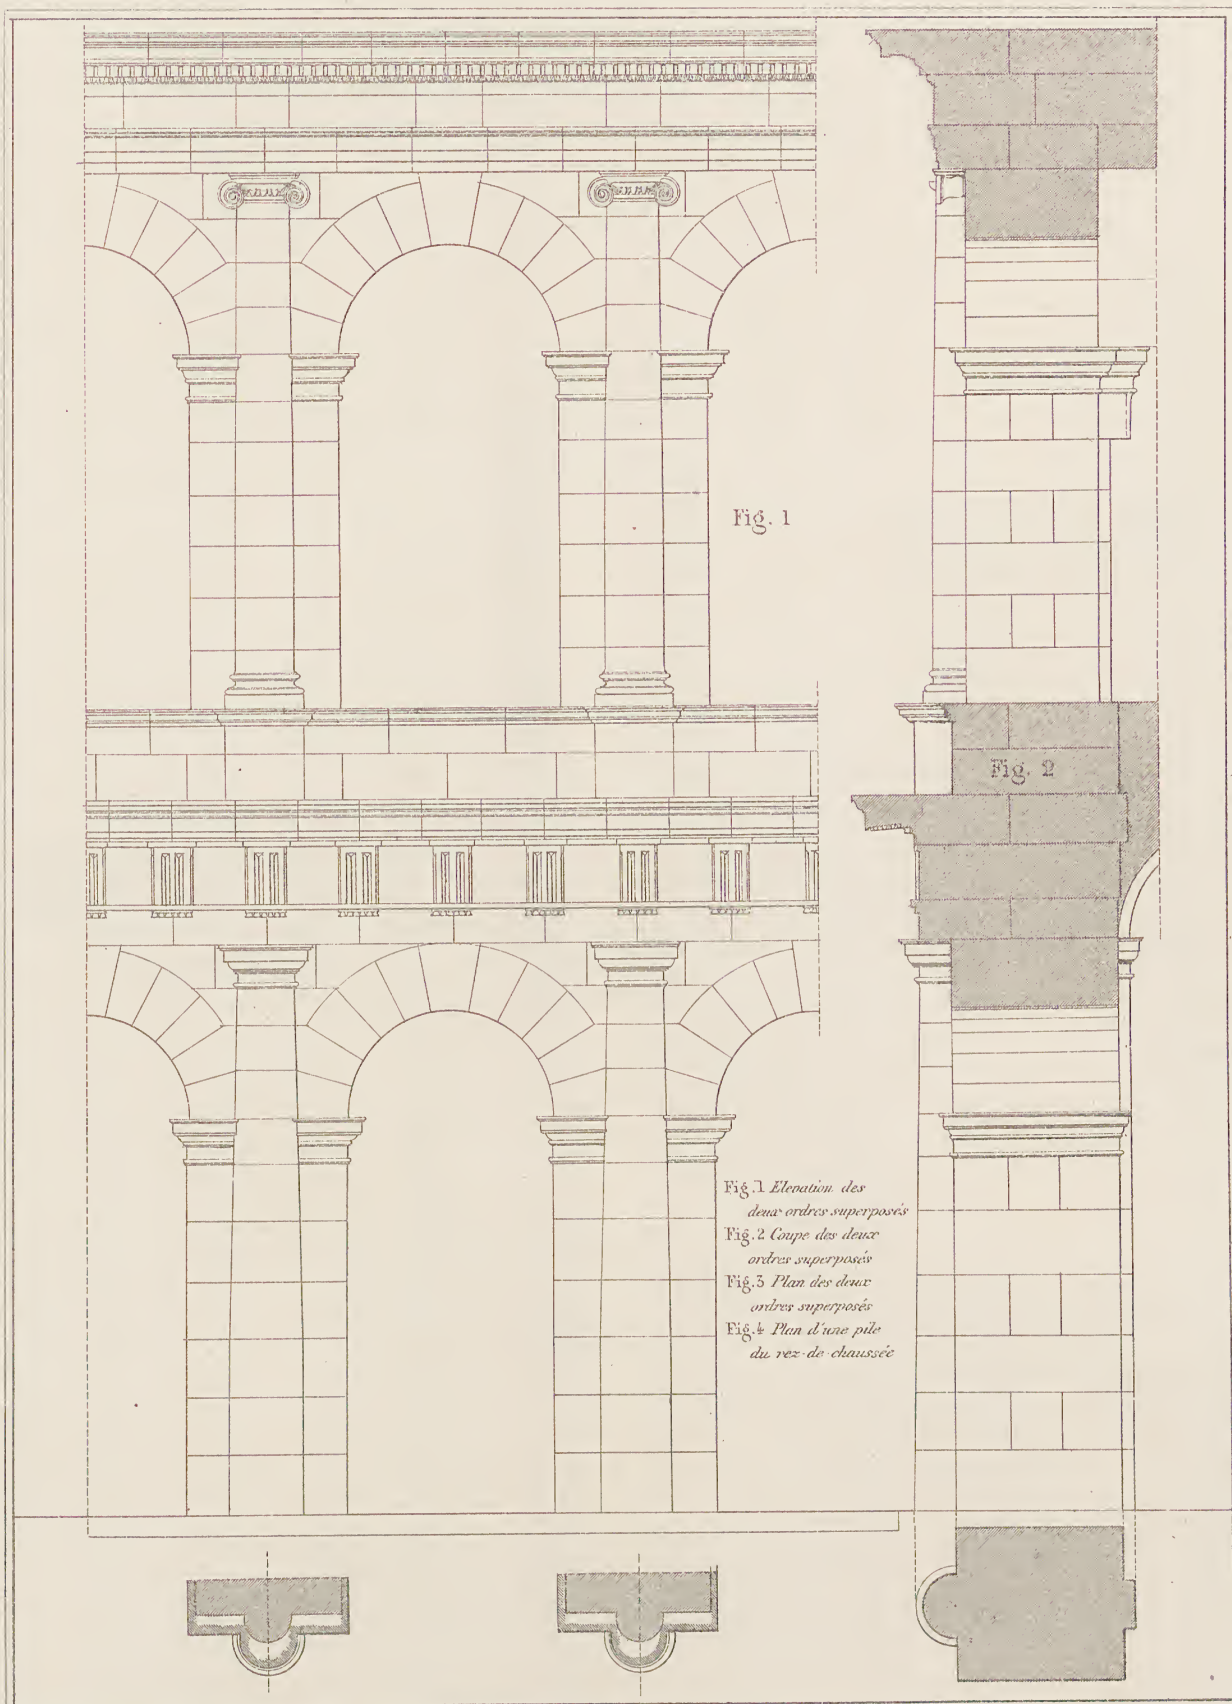 Fig. 1
Fig. 2
Fig.1 Elevation des
deux ordres superposés
Fig.2 Coupe des deux
ordres superposés
Fig.3 Plan des deux
ordres superposés
Fig.4 Plan d'une pile
du rez-de-chaussée